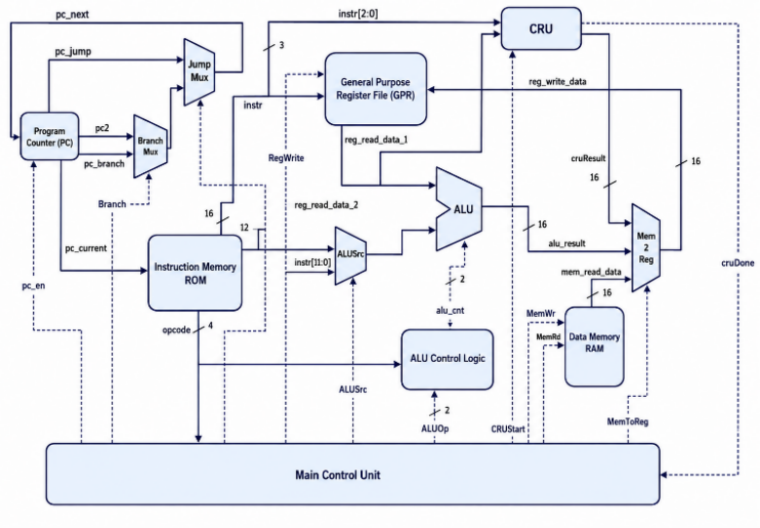 pc_next
instr[2:0]
CRU
pc_jump
Jump
Mux
3
General Purpose
Register File (GPR)
reg_write_data
instr
Program
Counter (PC)
pc2
Branch
Mux
pc_branch
reg_read_data_1
RegWrite
cruResult
16
16
Branch
reg_read_data_2
16
12
ALU
16
Mem
2
Reg
pc_current
ALUSrc
alu_result
instr[11:0]
Instruction Memory
ROM
mem_read_data
16
cruDone
pc_en
2
alu_cnt
opcode
4
MemWr
MemRd
Data Memory
RAM
ALU Control Logic
ALUSrc
2
ALUOp
CRUStart
MemToReg
Main Control Unit